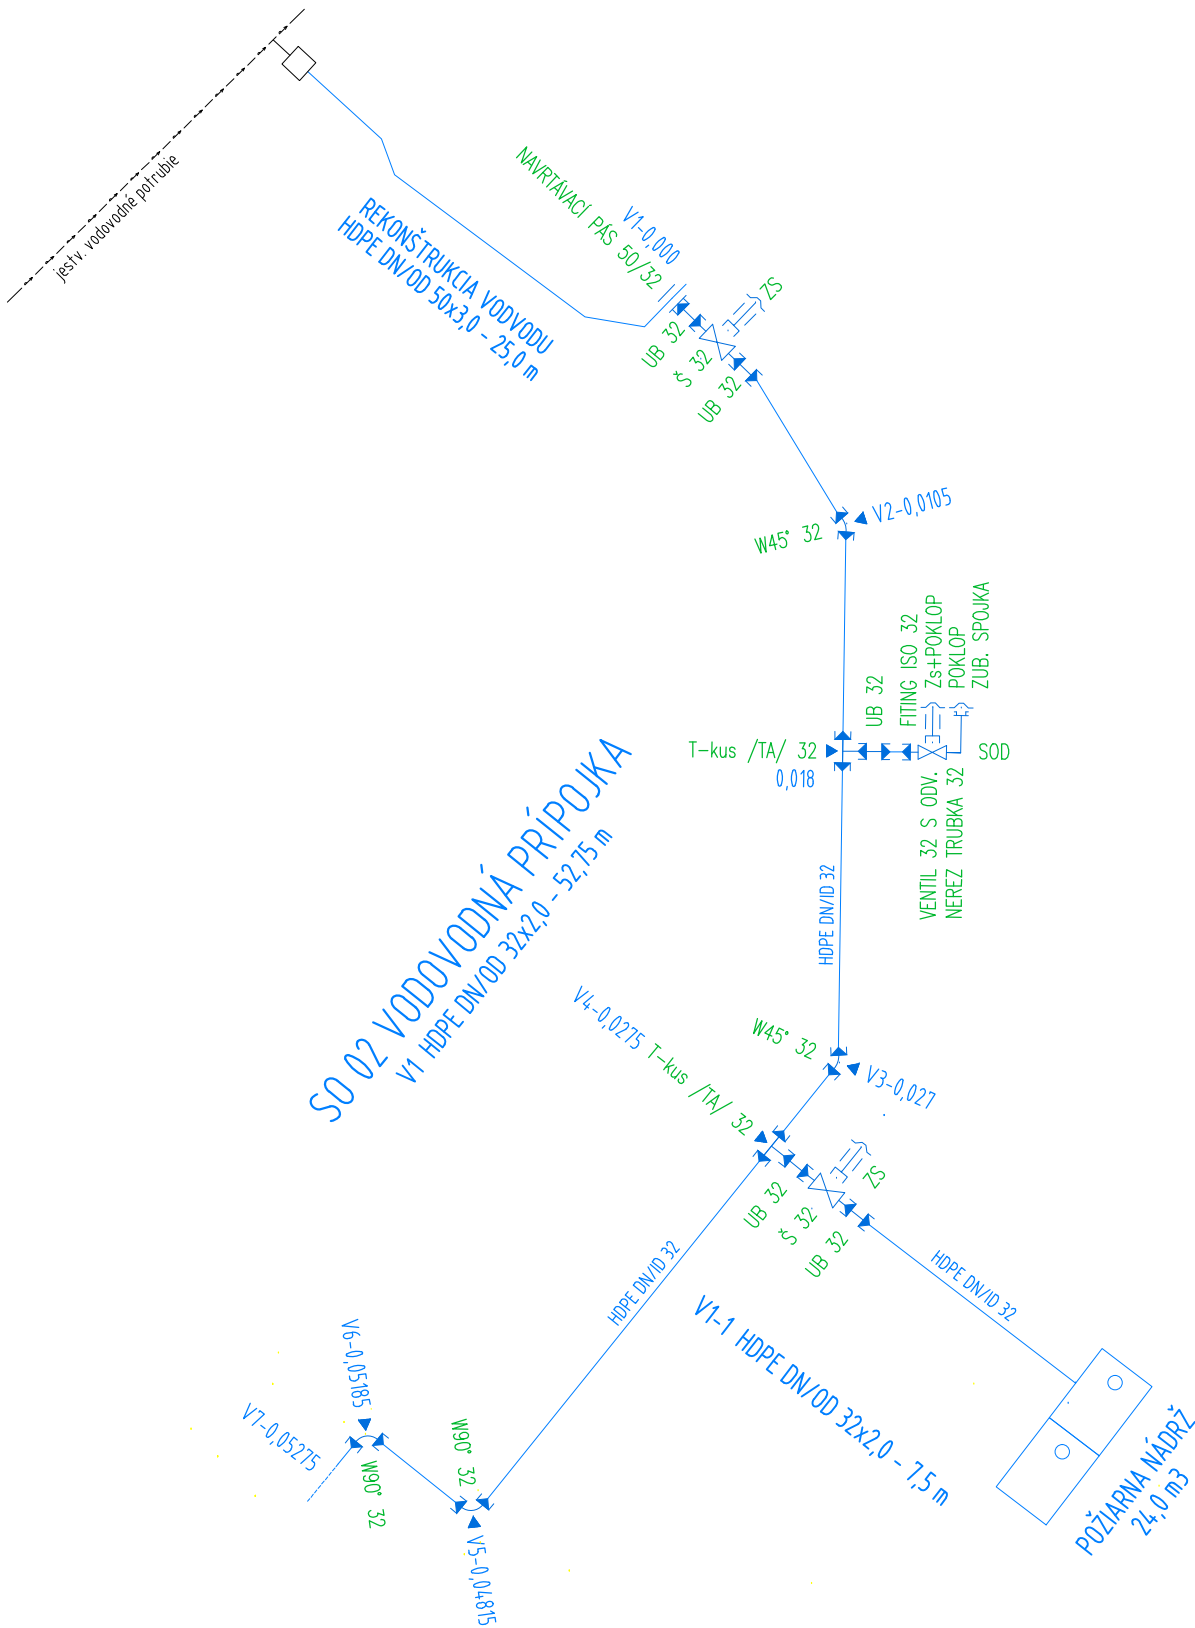 jestv. vodovodné potrubie
REKONŠTRUKCIA VODVODU
HDPE DN/OD 50x3,0 - 25,0 m
NAVRTÁVACÍ PÁS 50/32
V1-0,000
ZS
UB 32
Š 32
UB 32
V2-0,0105
W45° 32
UB 32
FITING ISO 32
Zs+POKLOP
POKLOP
ZUB. SPOJKA
T-kus /TA/ 32
0,018
SOD
VENTIL 32 S ODV.
NEREZ TRUBKA 32
HDPE DN/ID 32
SO 02 VODOVODNÁ PRÍPOJKA
V1 HDPE DN/OD 32x2,0 - 52,75 m
V4-0,0275
T-kus /TA/ 32
W45° 32
V3-0,027
ZS
UB 32
Š 32
UB 32
HDPE DN/ID 32
HDPE DN/ID 32
V1-1 HDPE DN/OD 32x2,0 - 7,5 m
V6-0,05185
V7-0,05275
W90° 32
W90° 32
V5-0,04815
POŽIARNA NÁDRŽ
24,0 m3